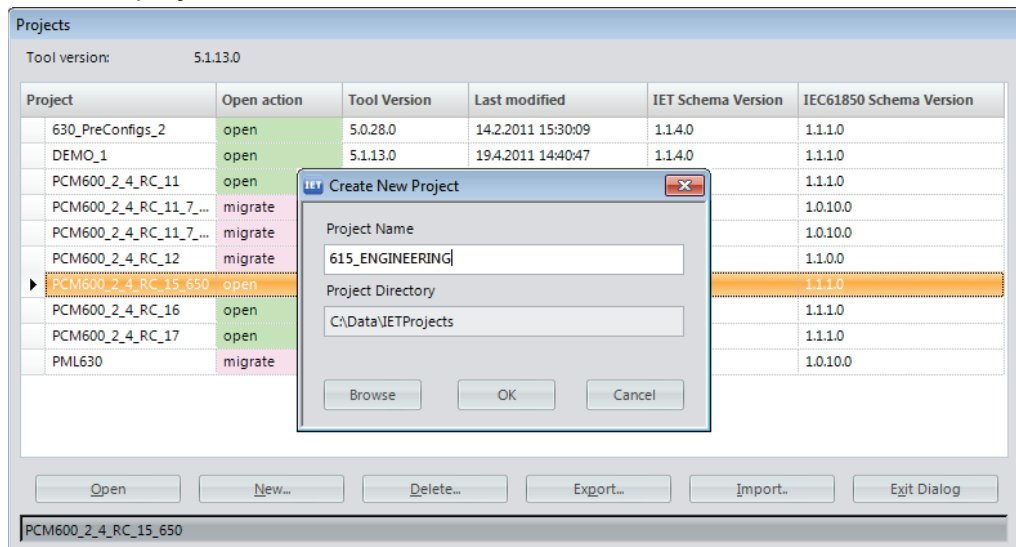 Projects
Tool version: 5.1.13.0
Project Open action Tool Version Last modified IET Schema Version IEC61850 Schema Version
630_PreConfigs_2 open 5.0.28.0 14.2.2011 15:30:09 1.1.4.0 1.1.1.0
DEMO_1 open 5.1.13.0 19.4.2011 14:40:47 1.1.4.0 1.1.1.0
PCM600_2_4_RC_11 open 1.1.1.0
PCM600_2_4_RC_11_7_... migrate 1.0.10.0
PCM600_2_4_RC_11_7_... migrate 1.0.10.0
PCM600_2_4_RC_12 migrate 1.1.0.0
PCM600_2_4_RC_15_650 open 1.1.1.0
PCM600_2_4_RC_16 open 1.1.1.0
PCM600_2_4_RC_17 open 1.1.1.0
PML630 migrate 1.0.10.0
IET Create New Project
Project Name
615_ENGINEERING
Project Directory
C:\Data\IETProjects
Browse OK Cancel
Open New... Delete... Export... Import.. Exit Dialog
PCM600_2_4_RC_15_650